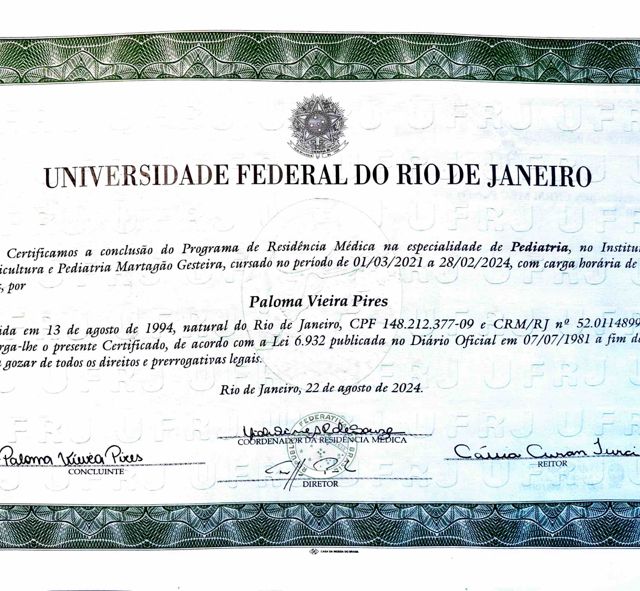 UNIVERSIDADE FEDERAL DO RIO DE JANEIRO
Certificamos a conclusão do Programa de Residência Médica na especialidade de Pediatria, no Institu
icultura e Pediatria Martagão Gesteira, cursado no período de 01/03/2021 a 28/02/2024, com carga horária de
s, por
Paloma Vieira Pires
ida em 13 de agosto de 1994, natural do Rio de Janeiro, CPF 148.212.377-09 e CRM/RJ nº 52.0114899
rga-lhe o presente Certificado, de acordo com a Lei 6.932 publicada no Diário Oficial em 07/07/1981 a fim de
gozar de todos os direitos e prerrogativas legais.
Rio de Janeiro, 22 de agosto de 2024.
COORDENADOR DA RESIDÊNCIA MÉDICA
Paloma Vieira Pires
CONCLUINTE
DIRETOR
REITOR
CASA DA MOEDA DO BRASIL